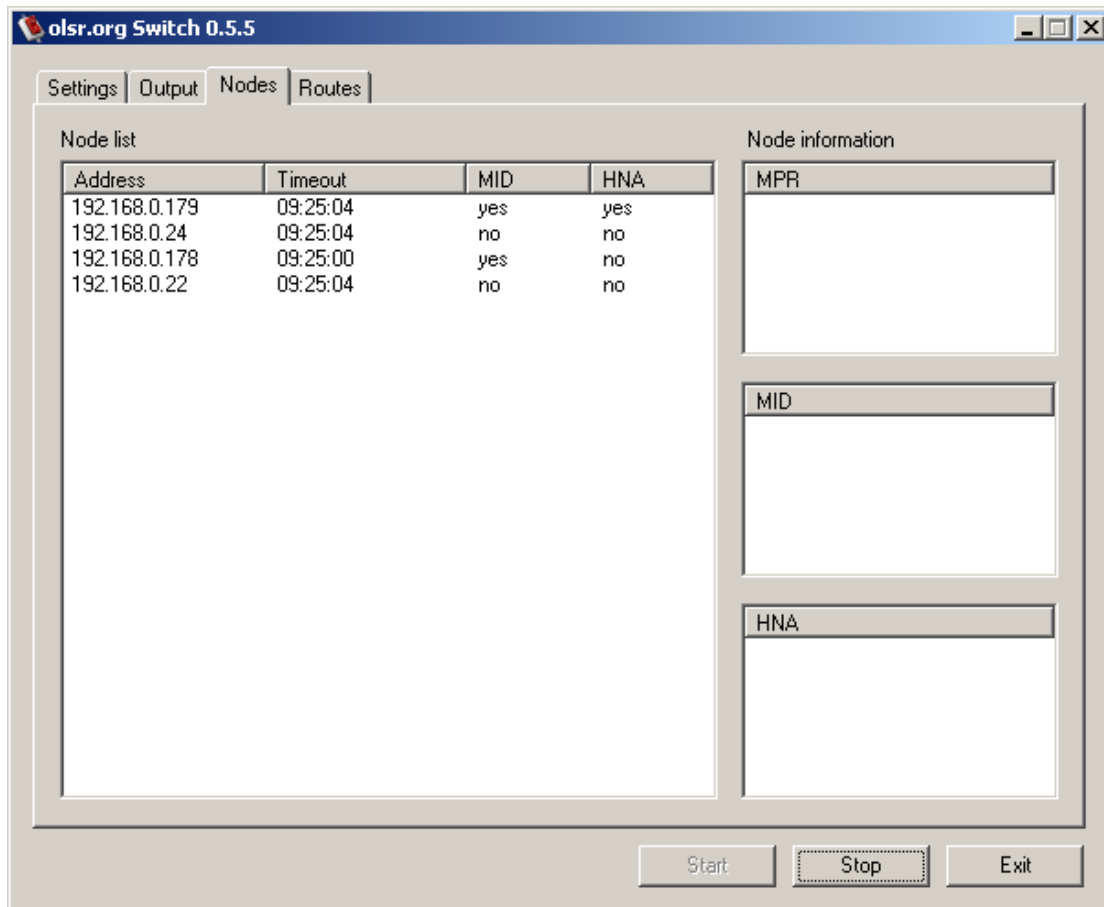 olsr.org Switch 0.5.5
Settings Output Nodes Routes
Node list
Address Timeout MID HNA
192.168.0.179 09:25:04 yes yes
192.168.0.24 09:25:04 no no
192.168.0.178 09:25:00 yes no
192.168.0.22 09:25:04 no no
Node information
MPR
MID
HNA
Start Stop Exit